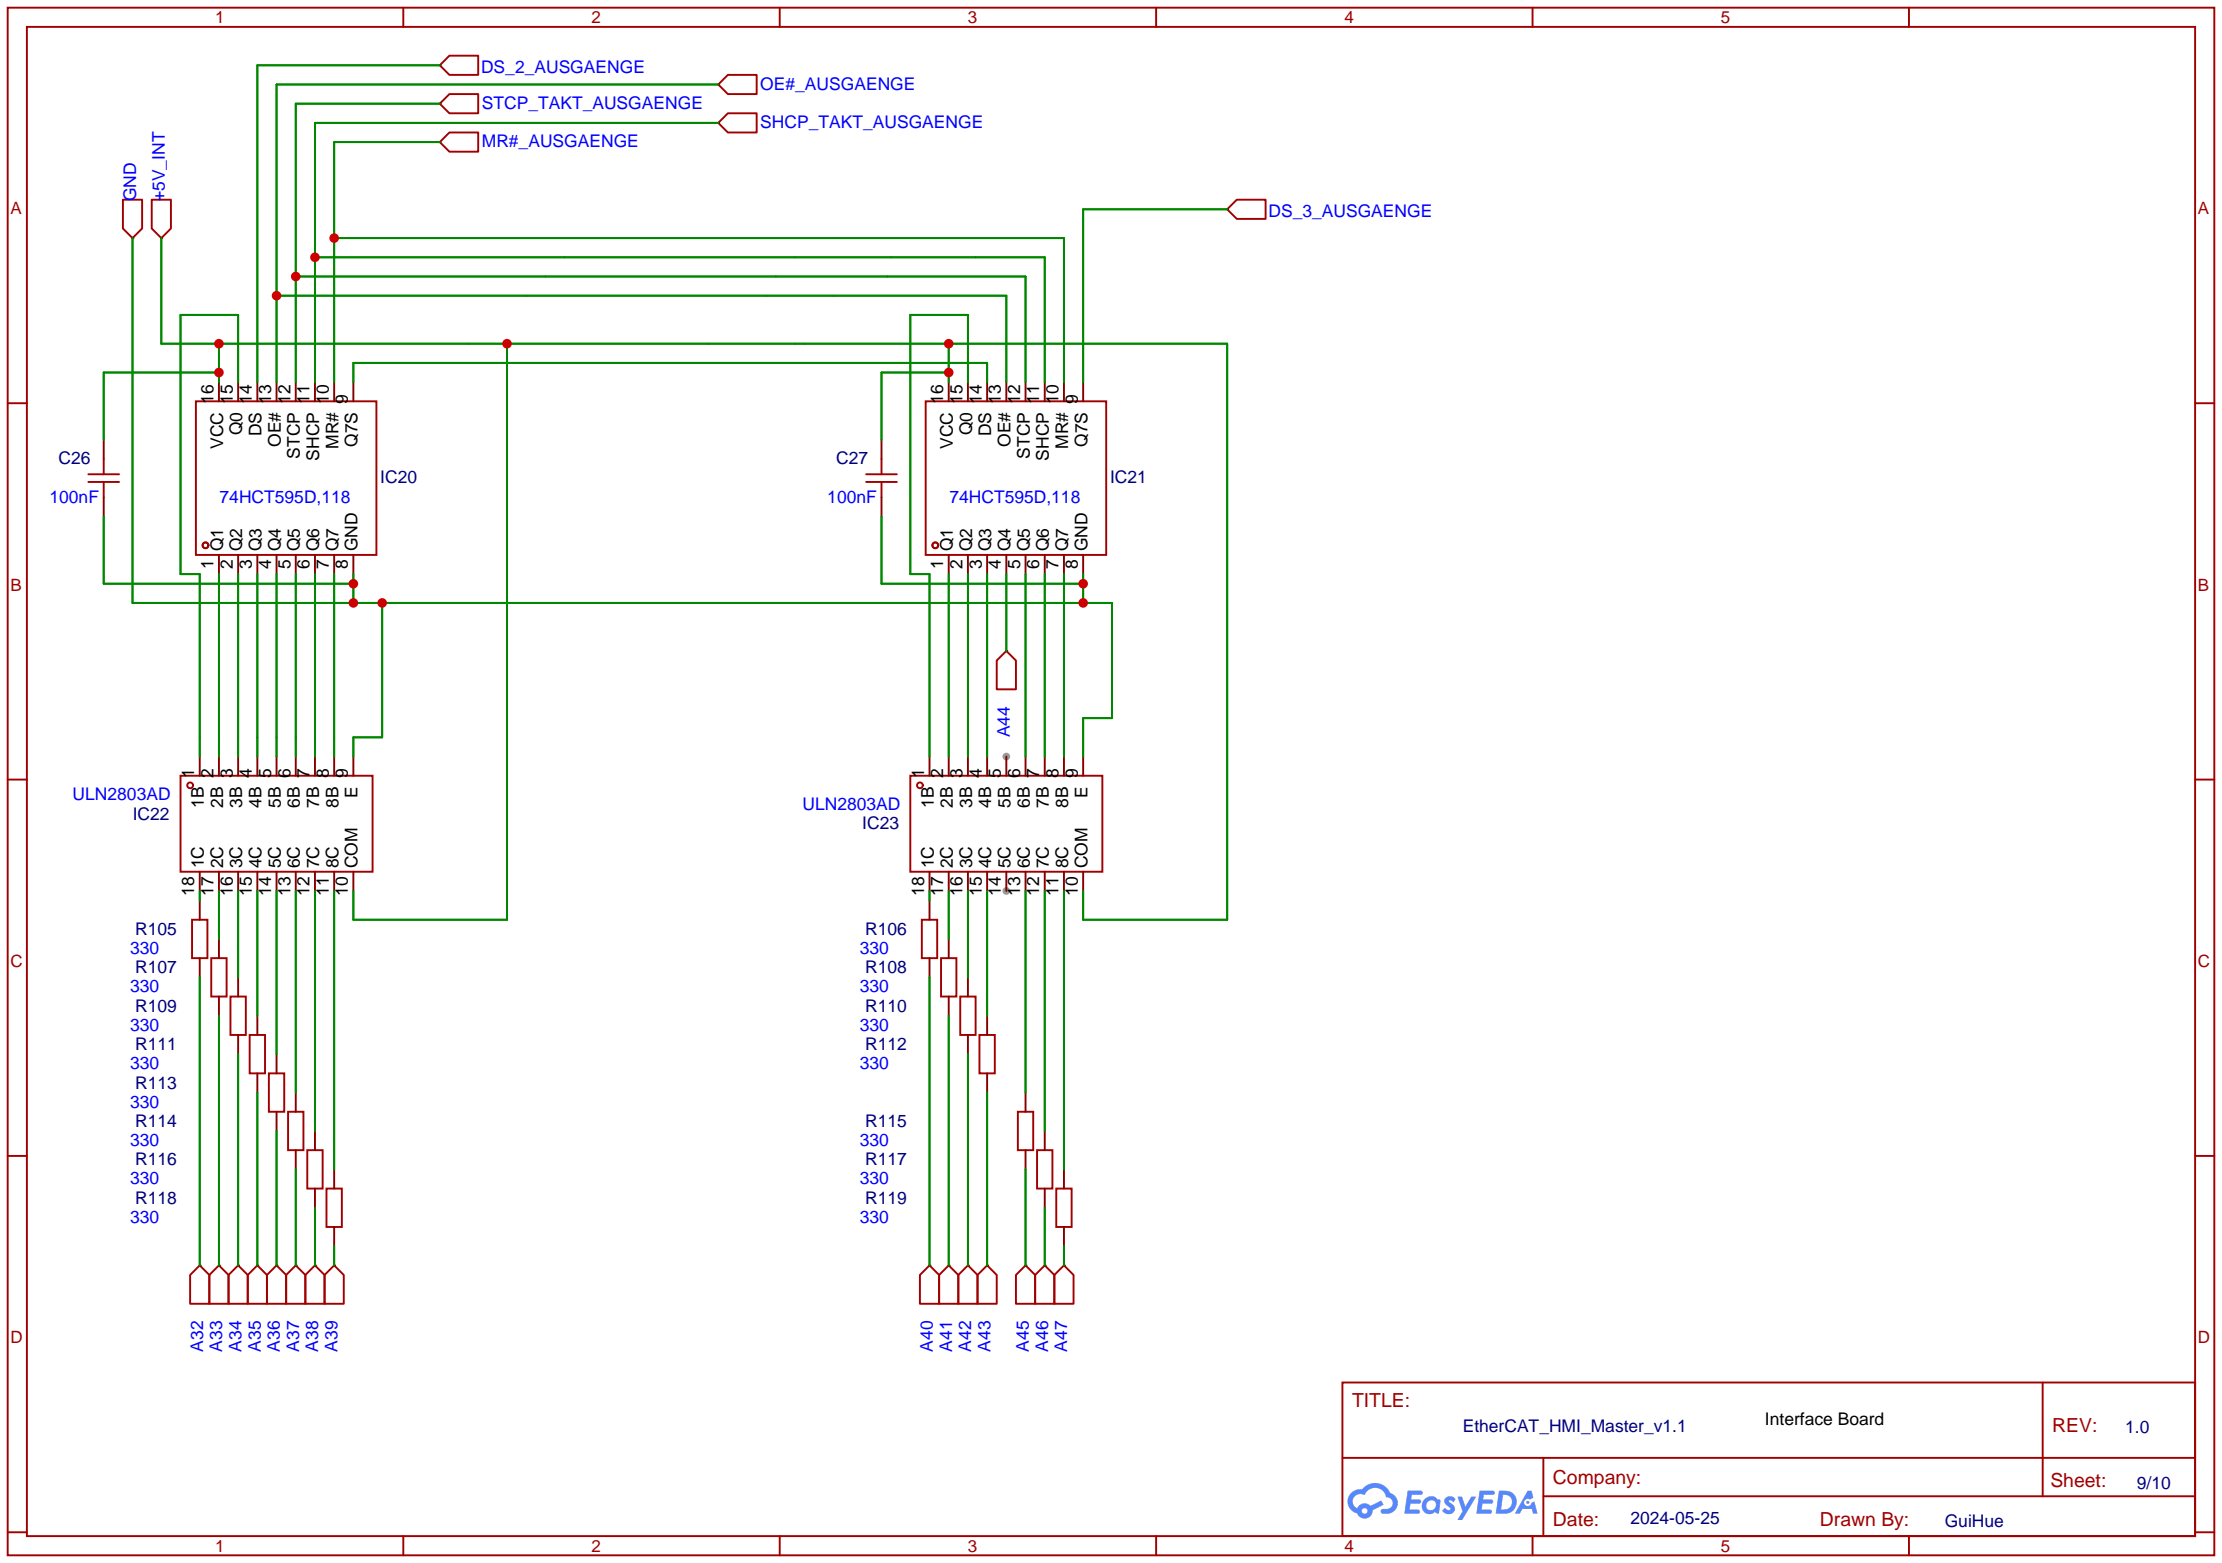 1 2 3 4 5
DS_2_AUSGAENGE
OE#_AUSGAENGE
STCP_TAKT_AUSGAENGE
SHCP_TAKT_AUSGAENGE
MR#_AUSGAENGE
GND
+5V_INT
A A
DS_3_AUSGAENGE
16 15 14 13 12 11 10 9
VCC Q0 DS OE# STCP SHCP MR# Q7S
C26
100nF
IC20
74HCT595D,118
Q1 Q2 Q3 Q4 Q5 Q6 Q7 GND
1 2 3 4 5 6 7 8
16 15 14 13 12 11 10 9
VCC Q0 DS OE# STCP SHCP MR# Q7S
C27
100nF
IC21
74HCT595D,118
Q1 Q2 Q3 Q4 Q5 Q6 Q7 GND
1 2 3 4 5 6 7 8
B B
A44
1 2 3 4 5 6 7 8 9
1B 2B 3B 4B 5B 6B 7B 8B E
ULN2803AD
IC22
1C 2C 3C 4C 5C 6C 7C 8C COM
18 17 16 15 14 13 12 11 10
1 2 3 4 5 6 7 8 9
1B 2B 3B 4B 5B 6B 7B 8B E
ULN2803AD
IC23
1C 2C 3C 4C 5C 6C 7C 8C COM
18 17 16 15 14 13 12 11 10
C C
R105
330
R107
330
R109
330
R111
330
R113
330
R114
330
R116
330
R118
330
R106
330
R108
330
R110
330
R112
330
R115
330
R117
330
R119
330
A32 A33 A34 A35 A36 A37 A38 A39
A40 A41 A42 A43 A45 A46 A47
D D
TITLE:
EtherCAT_HMI_Master_v1.1 Interface Board
REV: 1.0
EasyEDA
Company:
Sheet: 9/10
Date: 2024-05-25
Drawn By: GuiHue
1 2 3 4 5